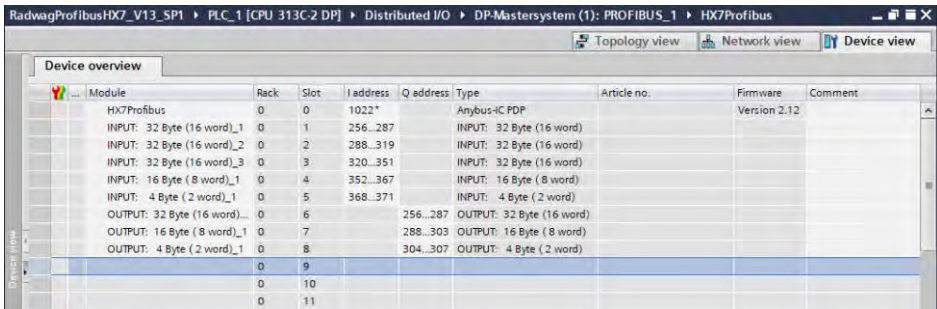 RadwagProfibusHX7_V13_SP1 ▸ PLC_1 [CPU 313C-2 DP] ▸ Distributed I/O ▸ DP-Mastersystem (1): PROFIBUS_1 ▸ HX7Profibus
Topology view Network view Device view
Device overview
... Module Rack Slot I address Q address Type Article no. Firmware Comment
HX7Profibus 0 0 1022* Anybus-IC PDP Version 2.12
INPUT: 32 Byte (16 word)_1 0 1 256...287 INPUT: 32 Byte (16 word)
INPUT: 32 Byte (16 word)_2 0 2 288...319 INPUT: 32 Byte (16 word)
INPUT: 32 Byte (16 word)_3 0 3 320...351 INPUT: 32 Byte (16 word)
INPUT: 16 Byte ( 8 word)_1 0 4 352...367 INPUT: 16 Byte ( 8 word)
INPUT: 4 Byte ( 2 word)_1 0 5 368...371 INPUT: 4 Byte ( 2 word)
OUTPUT: 32 Byte (16 word)... 0 6 256...287 OUTPUT: 32 Byte (16 word)
OUTPUT: 16 Byte ( 8 word)_1 0 7 288...303 OUTPUT: 16 Byte ( 8 word)
OUTPUT: 4 Byte ( 2 word)_1 0 8 304...307 OUTPUT: 4 Byte ( 2 word)
0 9
0 10
0 11
Device view